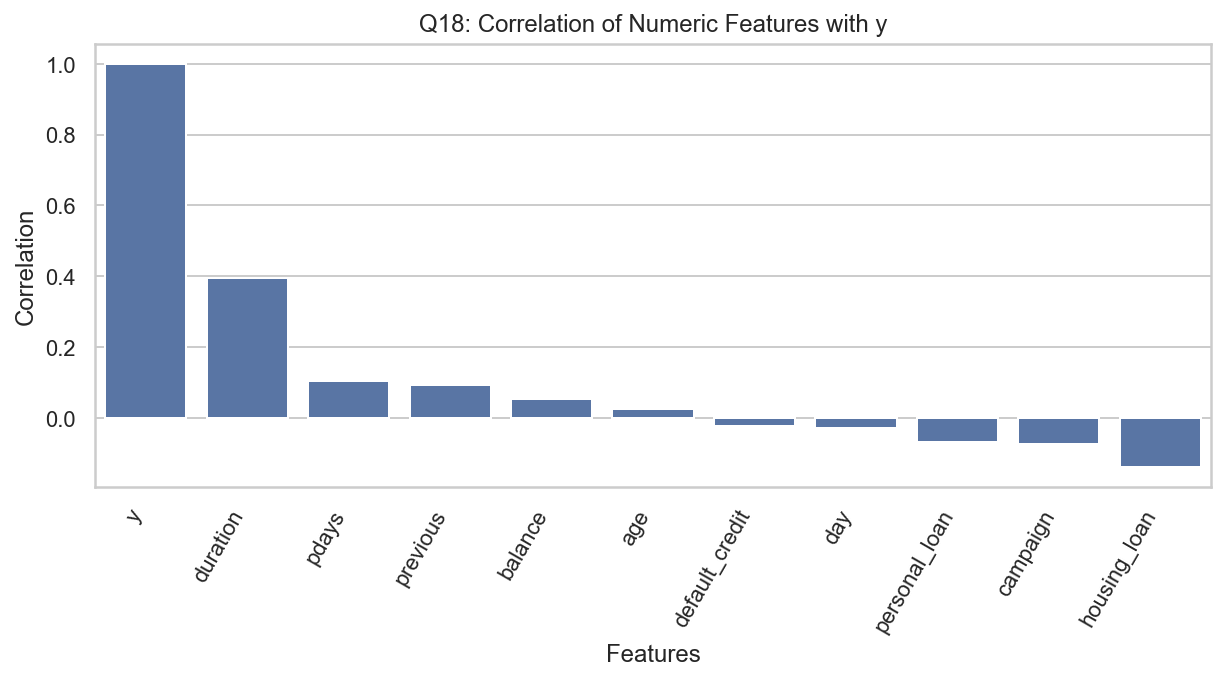 Q18: Correlation of Numeric Features with y
Correlation
1.0
0.8
0.6
0.4
0.2
0.0
y
duration
pdays
previous
balance
age
default_credit
day
personal_loan
campaign
housing_loan
Features